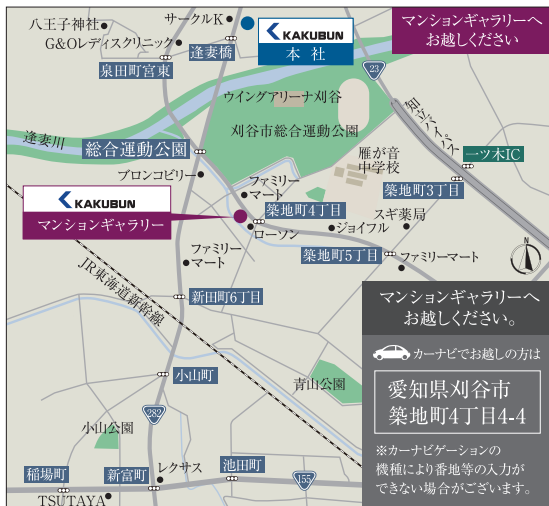 八王子神社
サークルK
G&Oレディスクリニック
逢妻橋
泉田町宮東
KAKUBUN
本社
マンションギャラリーへ
お越しください
23
知立バイパス
ウイングアリーナ刈谷
刈谷市総合運動公園
逢妻川
総合運動公園
雁が音
中学校
一ツ木IC
築地町3丁目
ブロンコビリー
ファミリー
マート
KAKUBUN
マンションギャラリー
築地町4丁目
ローソン
スギ薬局
ジョイフル
築地町5丁目
ファミリーマート
ファミリー
マート
JR東海道新幹線
新田町6丁目
N
小山町
青山公園
282
小山公園
稲場町
新富町
レクサス
池田町
155
TSUTAYA
マンションギャラリーへ
お越しください。
カーナビでお越しの方は
愛知県刈谷市
築地町4丁目4-4
※カーナビゲーションの
機種により番地等の入力が
できない場合がございます。